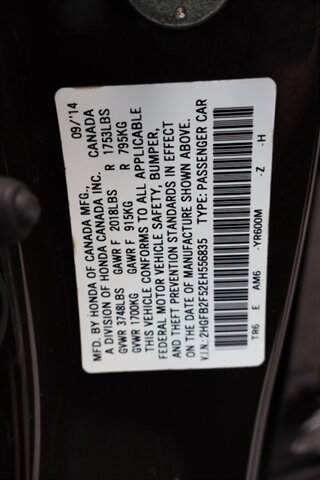 MFD. BY HONDA OF CANADA MFG., 09/'14
A DIVISION OF HONDA CANADA INC. CANADA
GVWR 3748LBS GAWR F 2018LBS R 1753LBS
GVWR 1700KG GAWR F 915KG R 795KG
THIS VEHICLE CONFORMS TO ALL APPLICABLE
FEDERAL MOTOR VEHICLE SAFETY, BUMPER,
AND THEFT PREVENTION STANDARDS IN EFFECT
ON THE DATE OF MANUFACTURE SHOWN ABOVE.
V.I.N.: 2HGFB2F52EH556835 TYPE: PASSENGER CAR
TR6 E AM6 -YR600M -Z -H